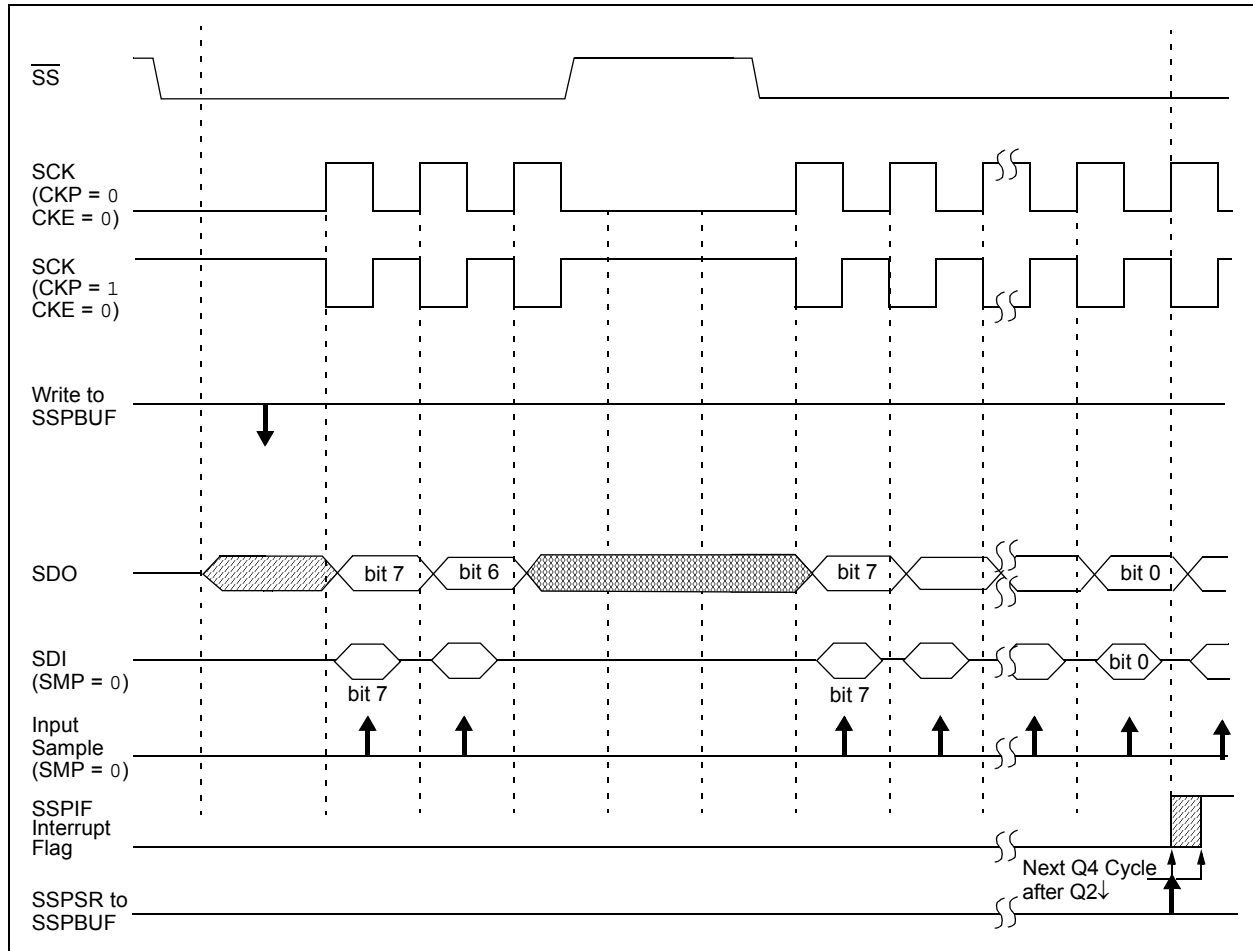 SS
SCK
(CKP = 0
CKE = 0)
SCK
(CKP = 1
CKE = 0)
Write to
SSPBUF
SDO
bit 7
bit 6
bit 7
bit 0
SDI
(SMP = 0)
bit 7
bit 7
bit 0
Input
Sample
(SMP = 0)
SSPIF
Interrupt
Flag
Next Q4 Cycle
after Q2↓
SSPSR to
SSPBUF